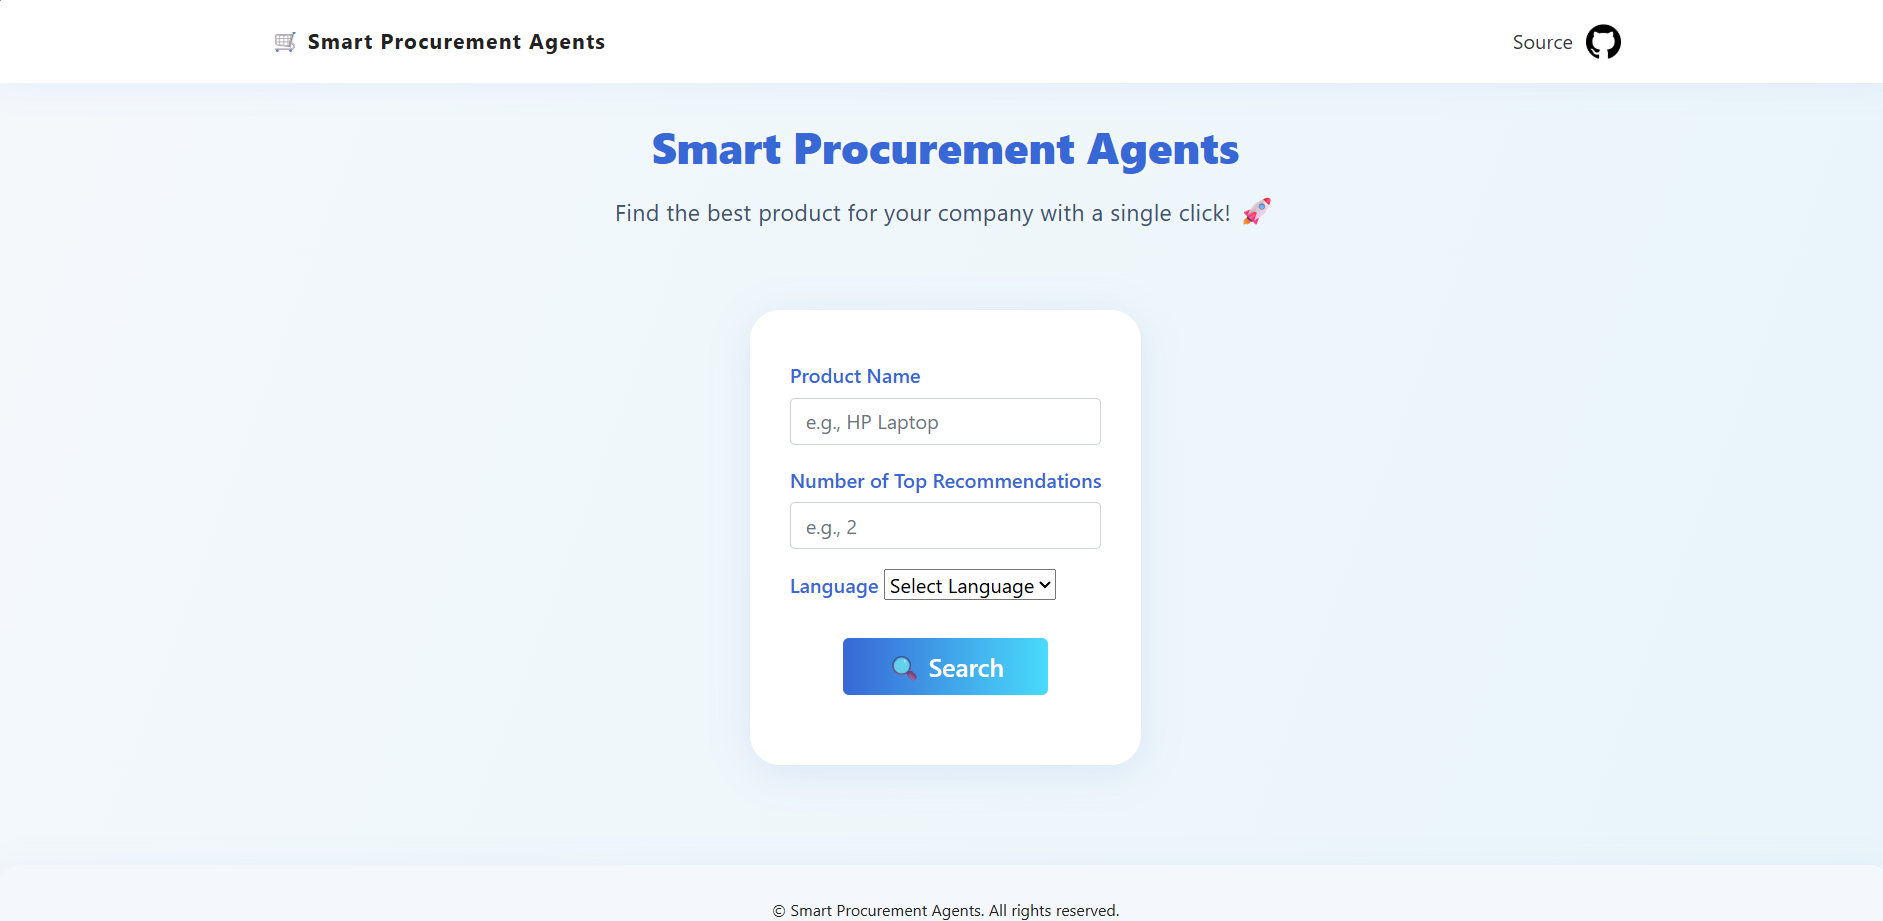 Smart Procurement Agents
Source
Smart Procurement Agents
Find the best product for your company with a single click! 🚀
Product Name
e.g., HP Laptop
Number of Top Recommendations
e.g., 2
Language Select Language
🔍 Search
© Smart Procurement Agents. All rights reserved.